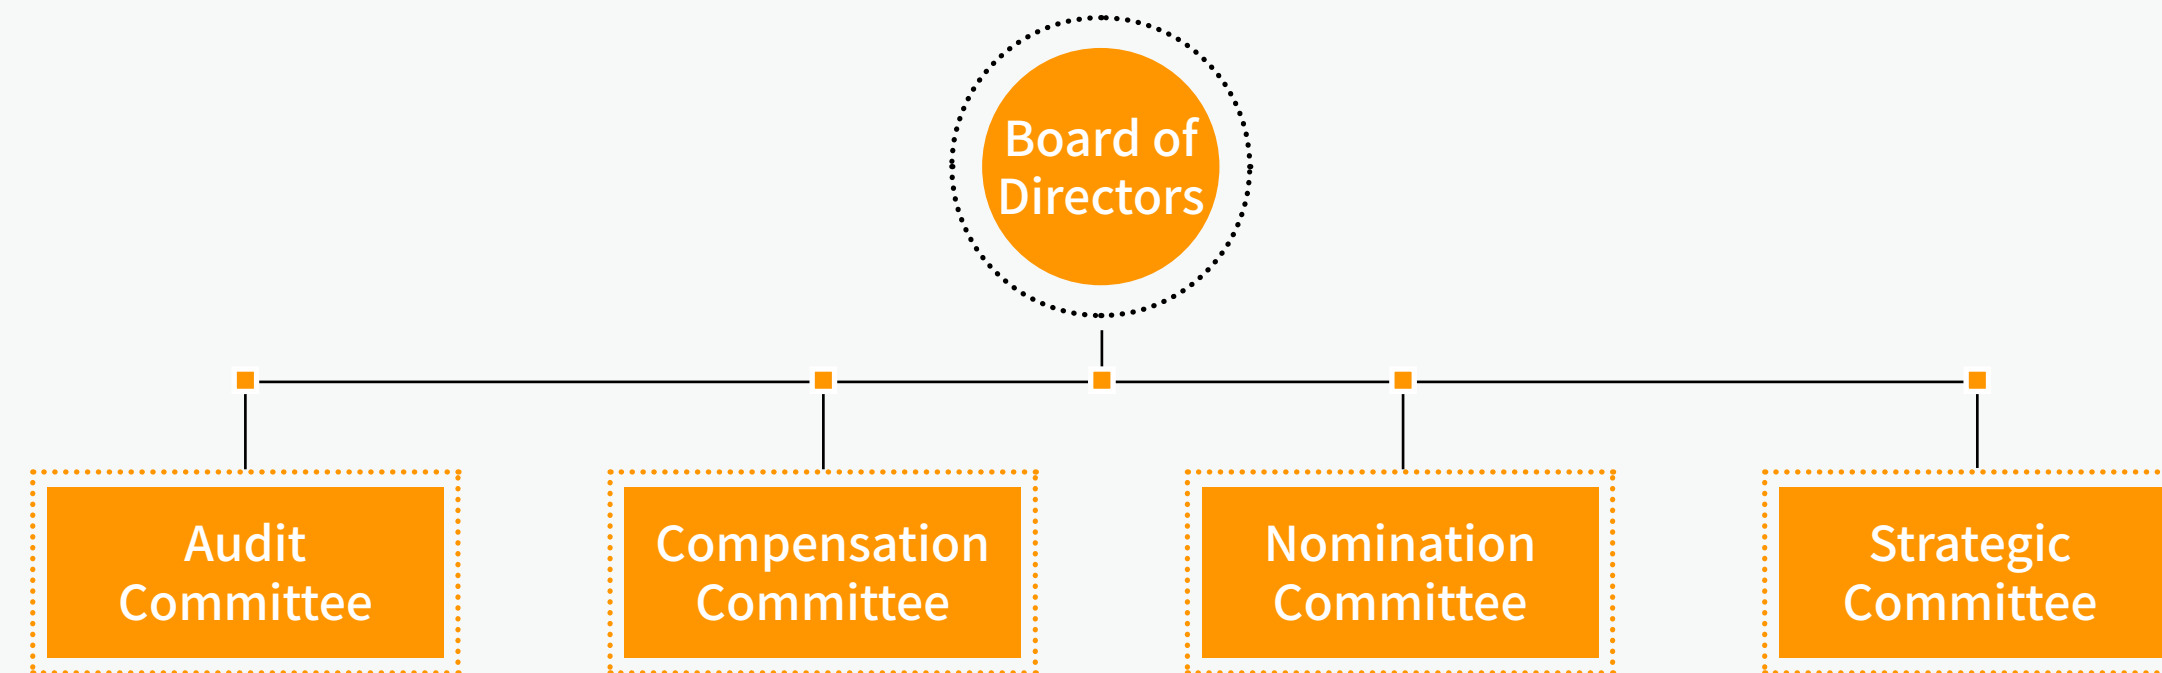 Board of
Directors
Audit
Committee
Compensation
Committee
Nomination
Committee
Strategic
Committee